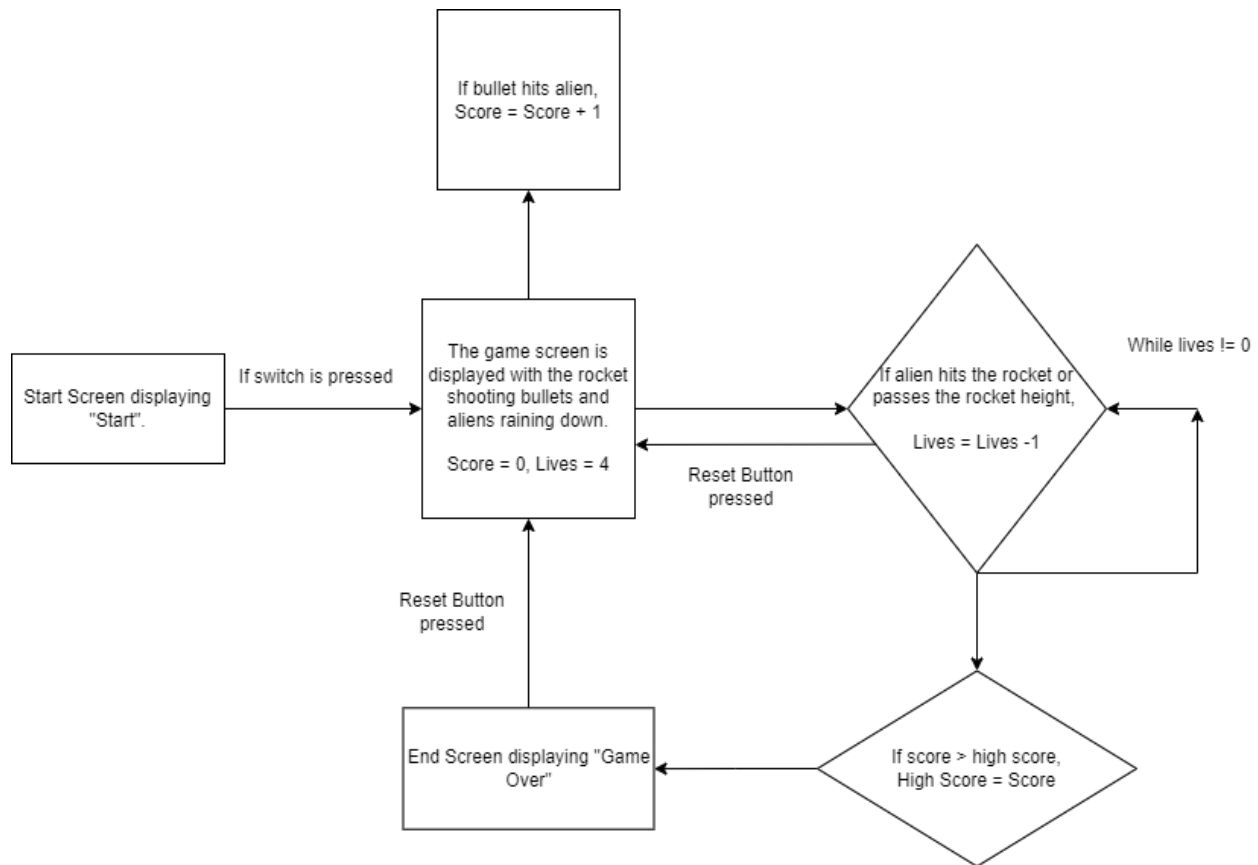 If bullet hits alien,
Score = Score + 1
Start Screen displaying
"Start".
If switch is pressed
The game screen is
displayed with the rocket
shooting bullets and
aliens raining down.
Score = 0, Lives = 4
If alien hits the rocket or
passes the rocket height,
Lives = Lives -1
While lives != 0
Reset Button
pressed
Reset Button
pressed
End Screen displaying "Game
Over"
If score > high score,
High Score = Score